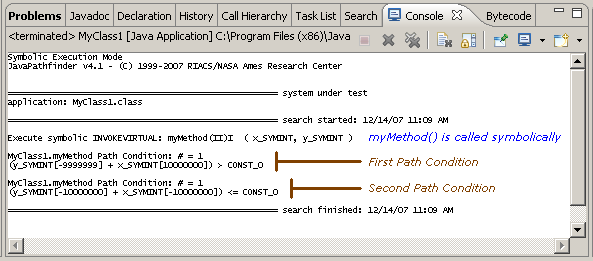 Problems Javadoc Declaration History Call Hierarchy Task List Search Console Bytecode
<terminated> MyClass1 [Java Application] C:\Program Files (x86)\Java
Symbolic Execution Mode
JavaPathfinder v4.1 - (C) 1999-2007 RIACS/NASA Ames Research Center
====================================================== system under test
application: MyClass1.class
====================================================== search started: 12/14/07 11:09 AM
Execute symbolic INVOKEVIRTUAL: myMethod(II)I ( x_SYMINT, y_SYMINT ) myMethod() is called symbolically
MyClass1.myMethod Path Condition: # = 1
(y_SYMINT[-9999999] + x_SYMINT[10000000]) > CONST_0 First Path Condition
MyClass1.myMethod Path Condition: # = 1
(y_SYMINT[-10000000] + x_SYMINT[-10000000]) <= CONST_0 Second Path Condition
====================================================== search finished: 12/14/07 11:09 AM